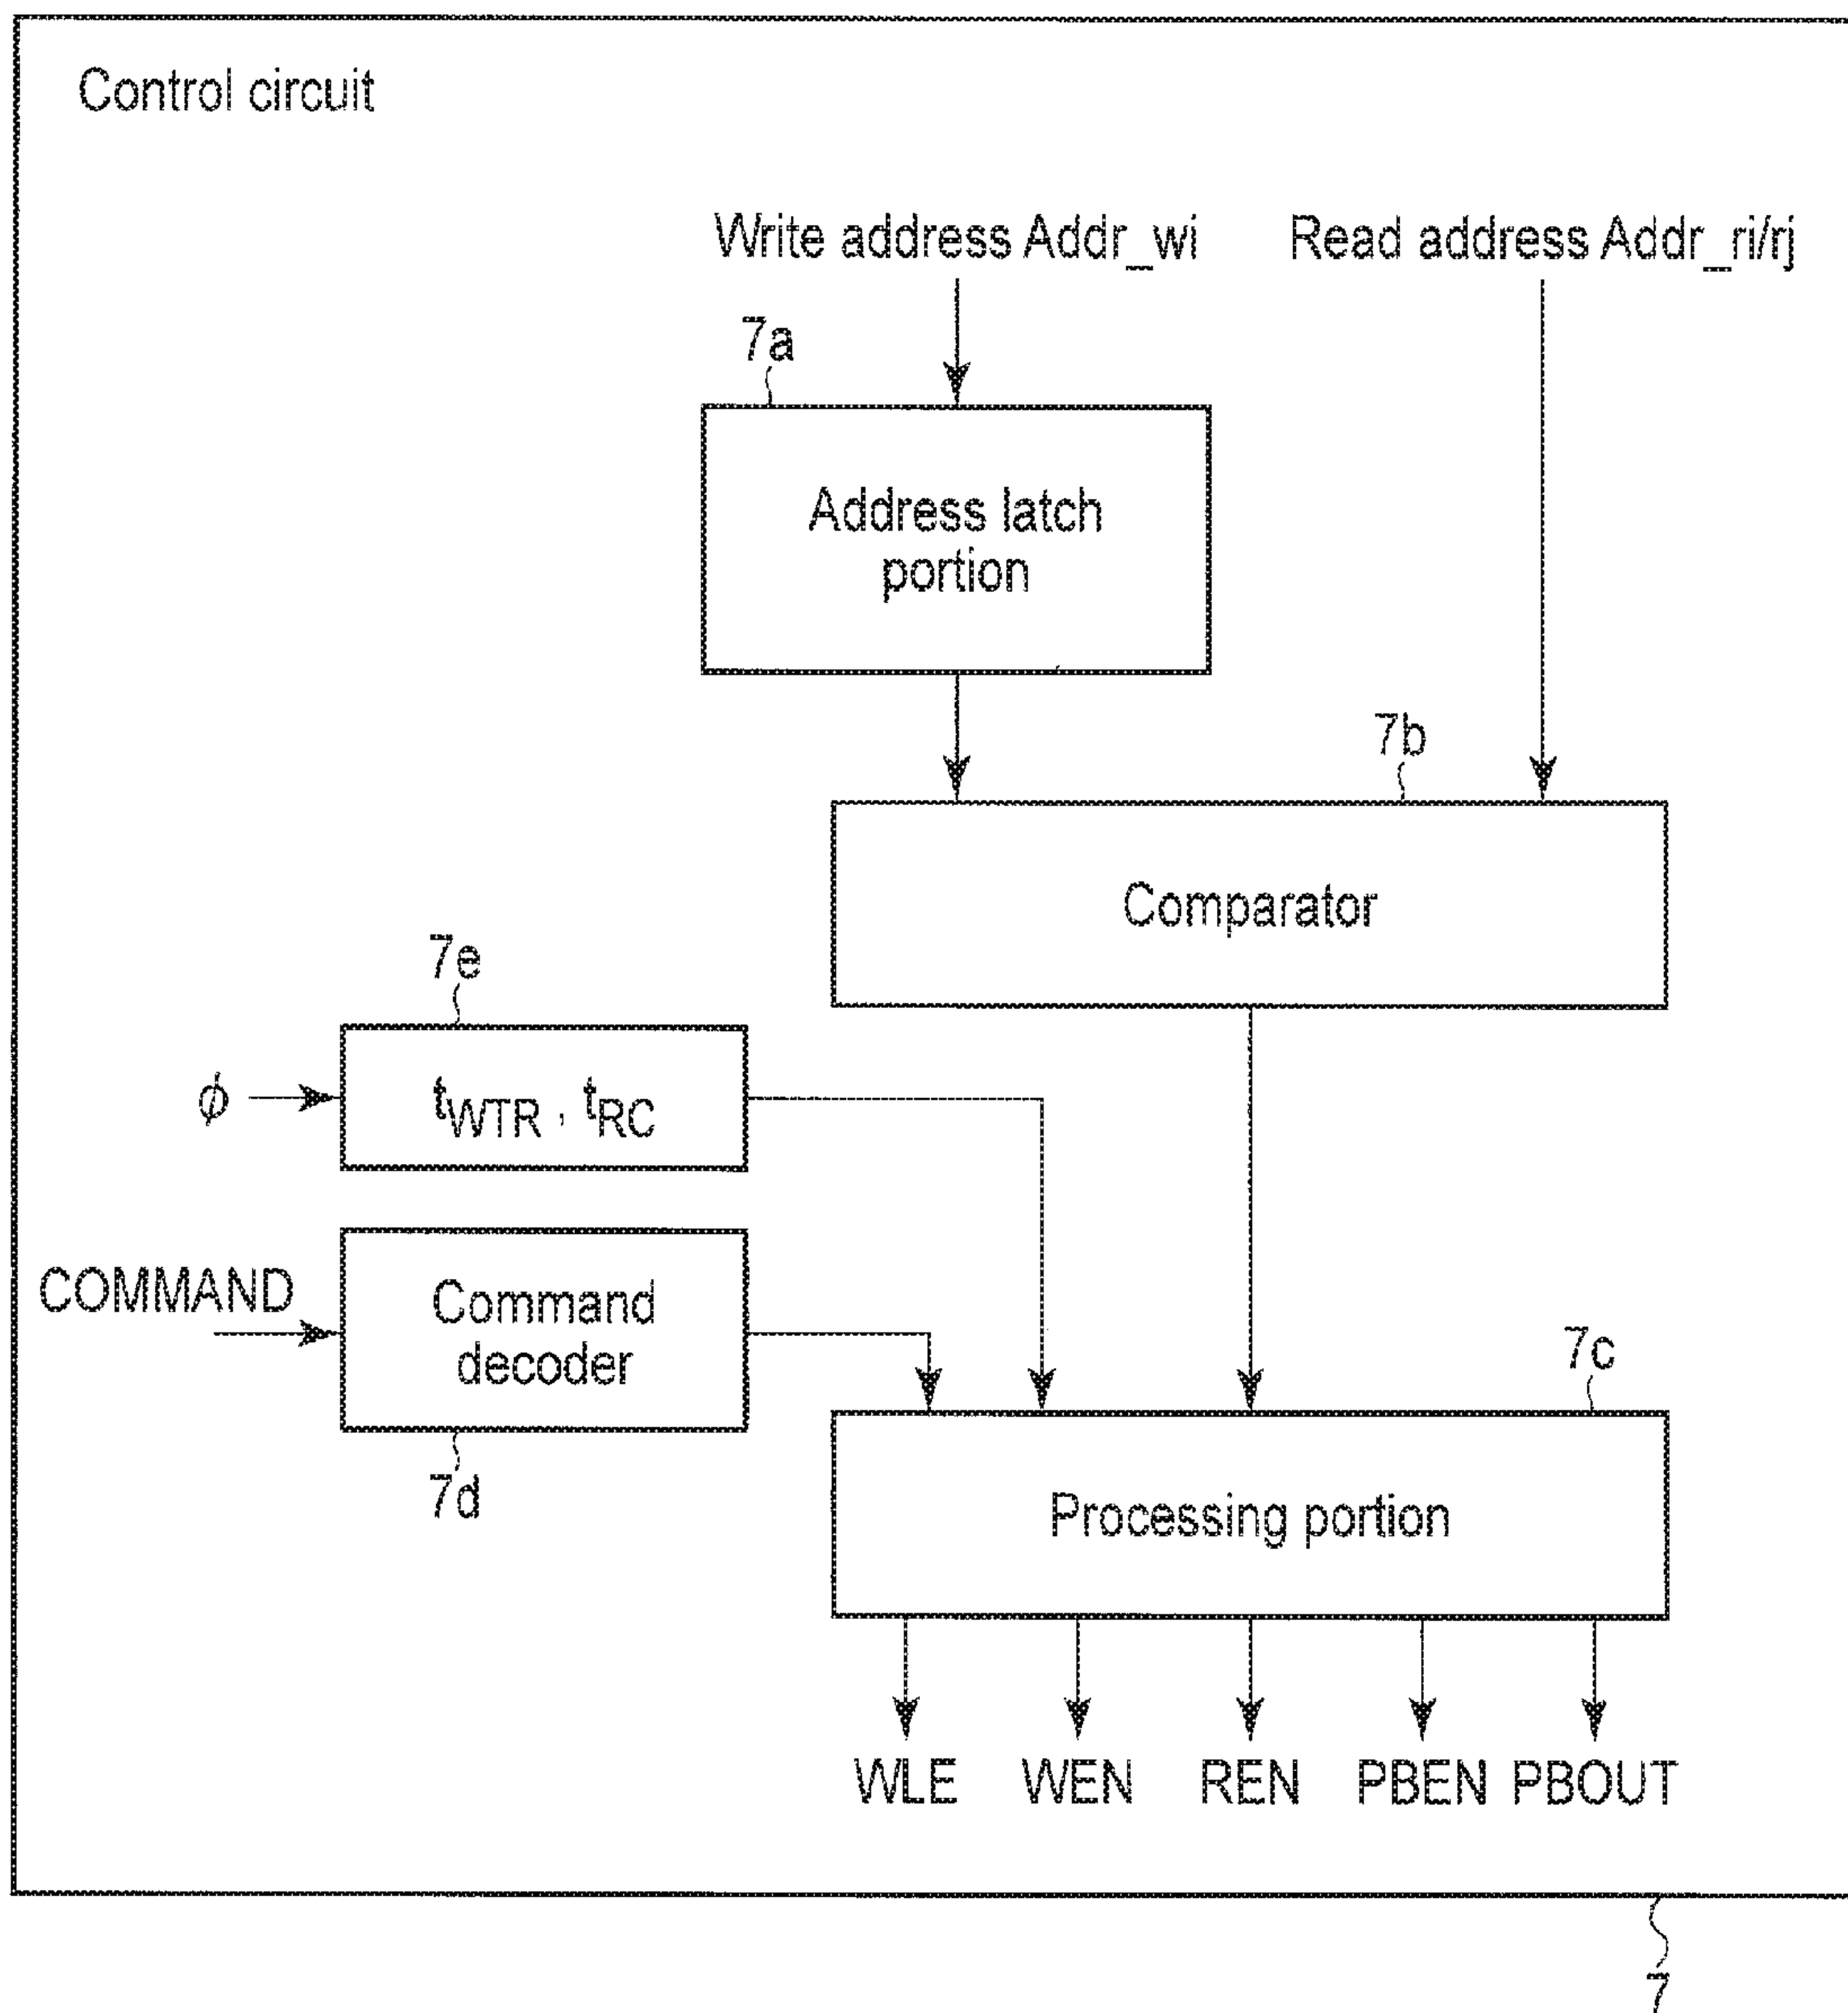 Control circuit
Write address Addr_wi
Read address Addr_ri/rj
7a
Address latch
portion
7b
Comparator
7e
ϕ
tWTR , tRC
COMMAND
Command
decoder
7d
7c
Processing portion
WLE
WEN
REN
PBEN
PBOUT
7